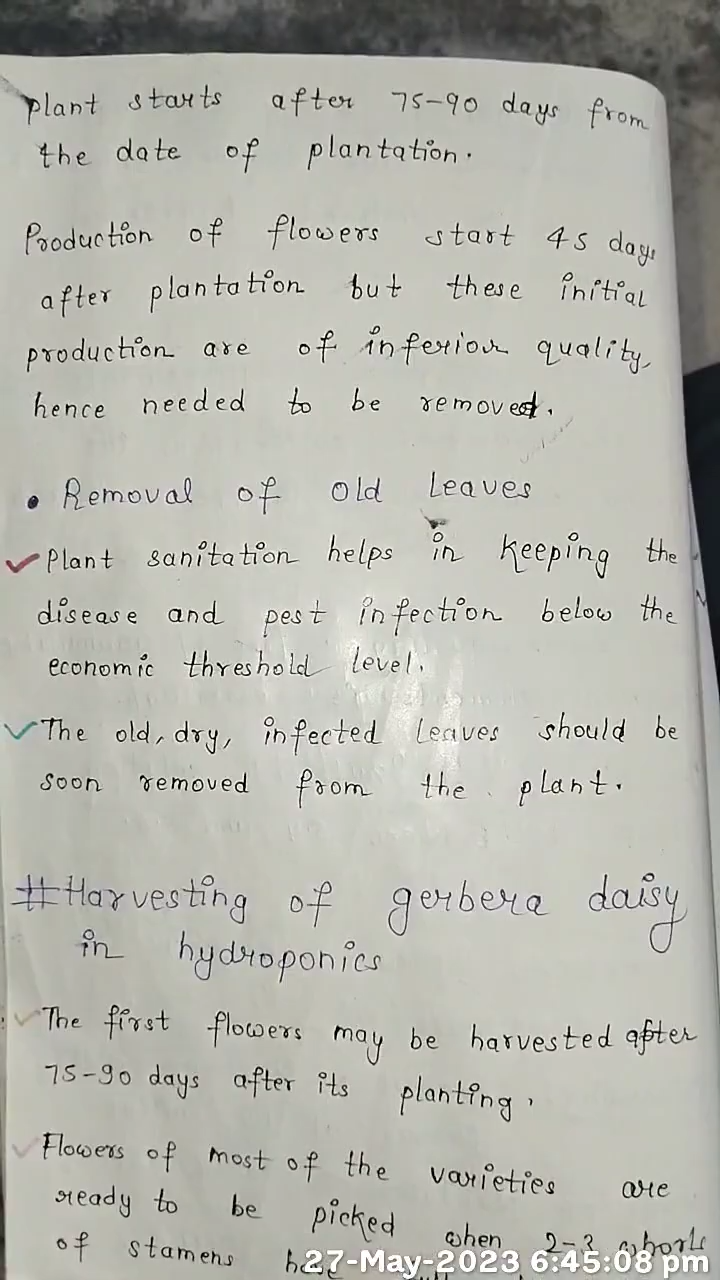 plant starts after 75-90 days from
the date of plantation.
Production of flowers start 45 days
after plantation but these initial
production are of inferior quality,
hence needed to be removed.
• Removal of old leaves
✓ Plant sanitation helps in keeping the
disease and pest infection below the
economic threshold level.
✓ The old, dry, infected leaves should be
soon removed from the plant.
# Harvesting of gerbera daisy
in hydroponics
✓ The first flowers may be harvested after
75-90 days after its planting,
✓ Flowers of most of the varieties are
ready to be picked when 2-3 whorls
of stamens have
27-May-2023 6:45:08 pm